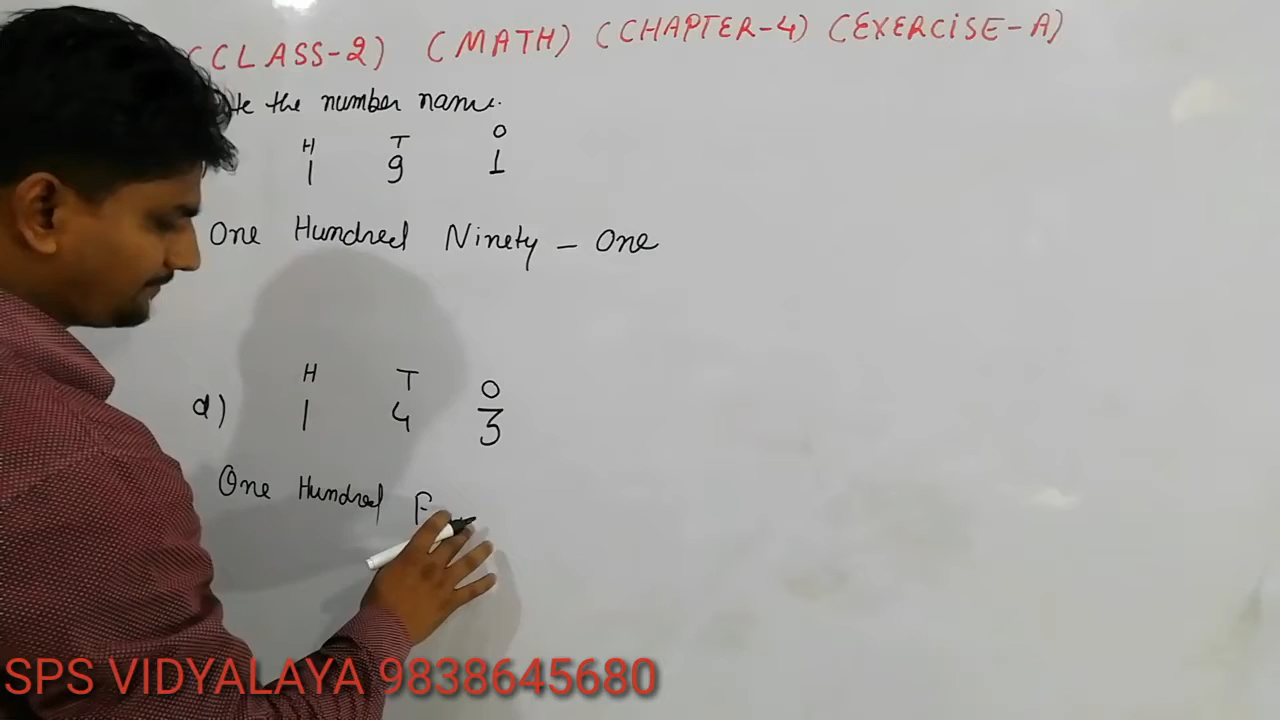 (CLASS-2) (MATH) (CHAPTER-4) (EXERCISE-A)
the number name.
H T O
1 9 1
One Hundred Ninety - One
H T O
d) 1 4 3
One Hundred F
SPS VIDYALAYA 9838645680